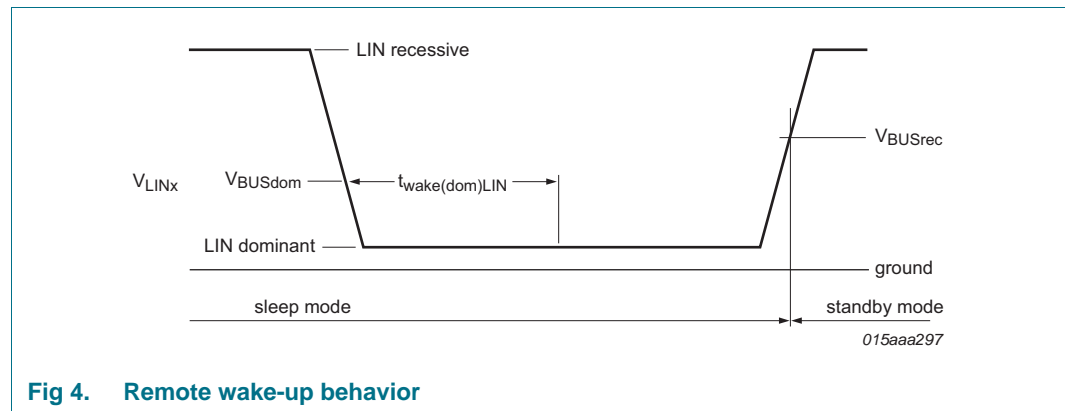 LIN recessive
VBUSrec
VLINx
VBUSdom
twake(dom)LIN
LIN dominant
ground
sleep mode
standby mode
015aaa297
Fig 4. Remote wake-up behavior